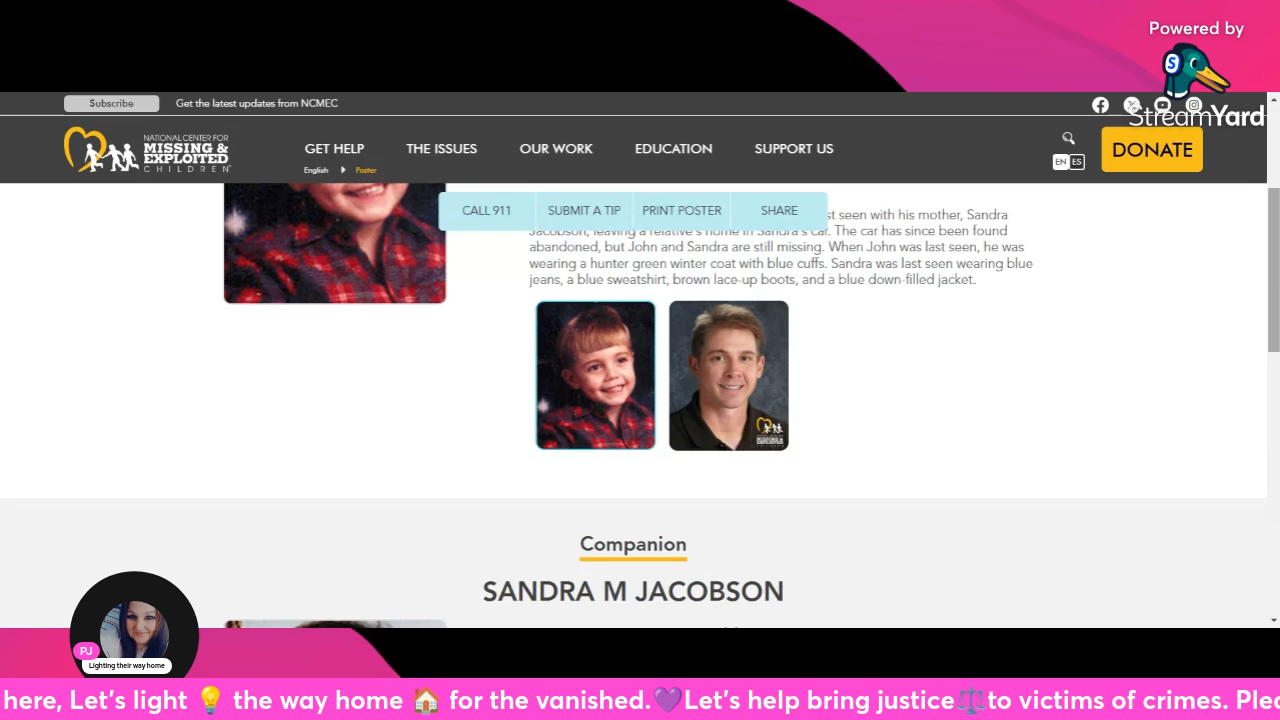 Powered by
StreamYard
Subscribe
Get the latest updates from NCMEC
NATIONAL CENTER FOR
MISSING &
EXPLOITED
CHILDREN
GET HELP
THE ISSUES
OUR WORK
EDUCATION
SUPPORT US
EN
ES
DONATE
English
Poster
CALL 911
SUBMIT A TIP
PRINT POSTER
SHARE
st seen with his mother, Sandra
Jacobson, leaving a relative's home in Sandra's car. The car has since been found
abandoned, but John and Sandra are still missing. When John was last seen, he was
wearing a hunter green winter coat with blue cuffs. Sandra was last seen wearing blue
jeans, a blue sweatshirt, brown lace-up boots, and a blue down-filled jacket.
Companion
SANDRA M JACOBSON
PJ
Lighting their way home
here, Let's light 💡 the way home 🏠 for the vanished.💜Let's help bring justice⚖️to victims of crimes. Plea